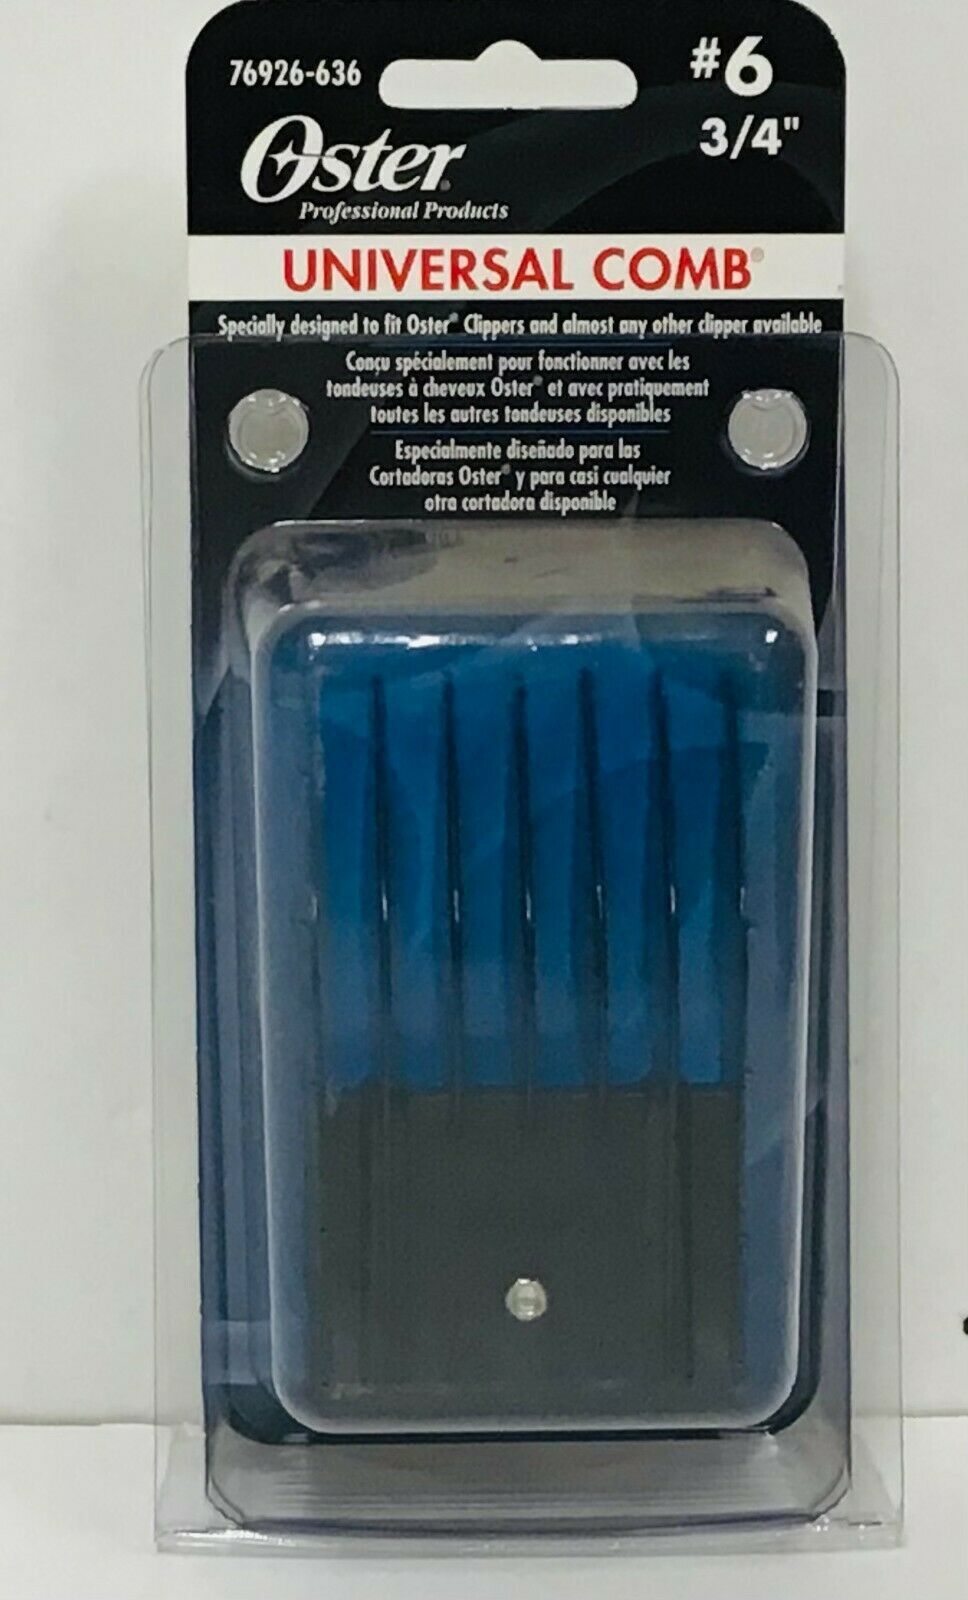 76926-636
#6
3/4"
Oster®
Professional Products
UNIVERSAL COMB®
Specially designed to fit Oster® Clippers and almost any other clipper available
Conçu spécialement pour fonctionner avec les
tondeuses à cheveux Oster® et avec pratiquement
toutes les autres tondeuses disponibles
Especialmente diseñado para las
Cortadoras Oster® y para casi cualquier
otra cortadora disponible